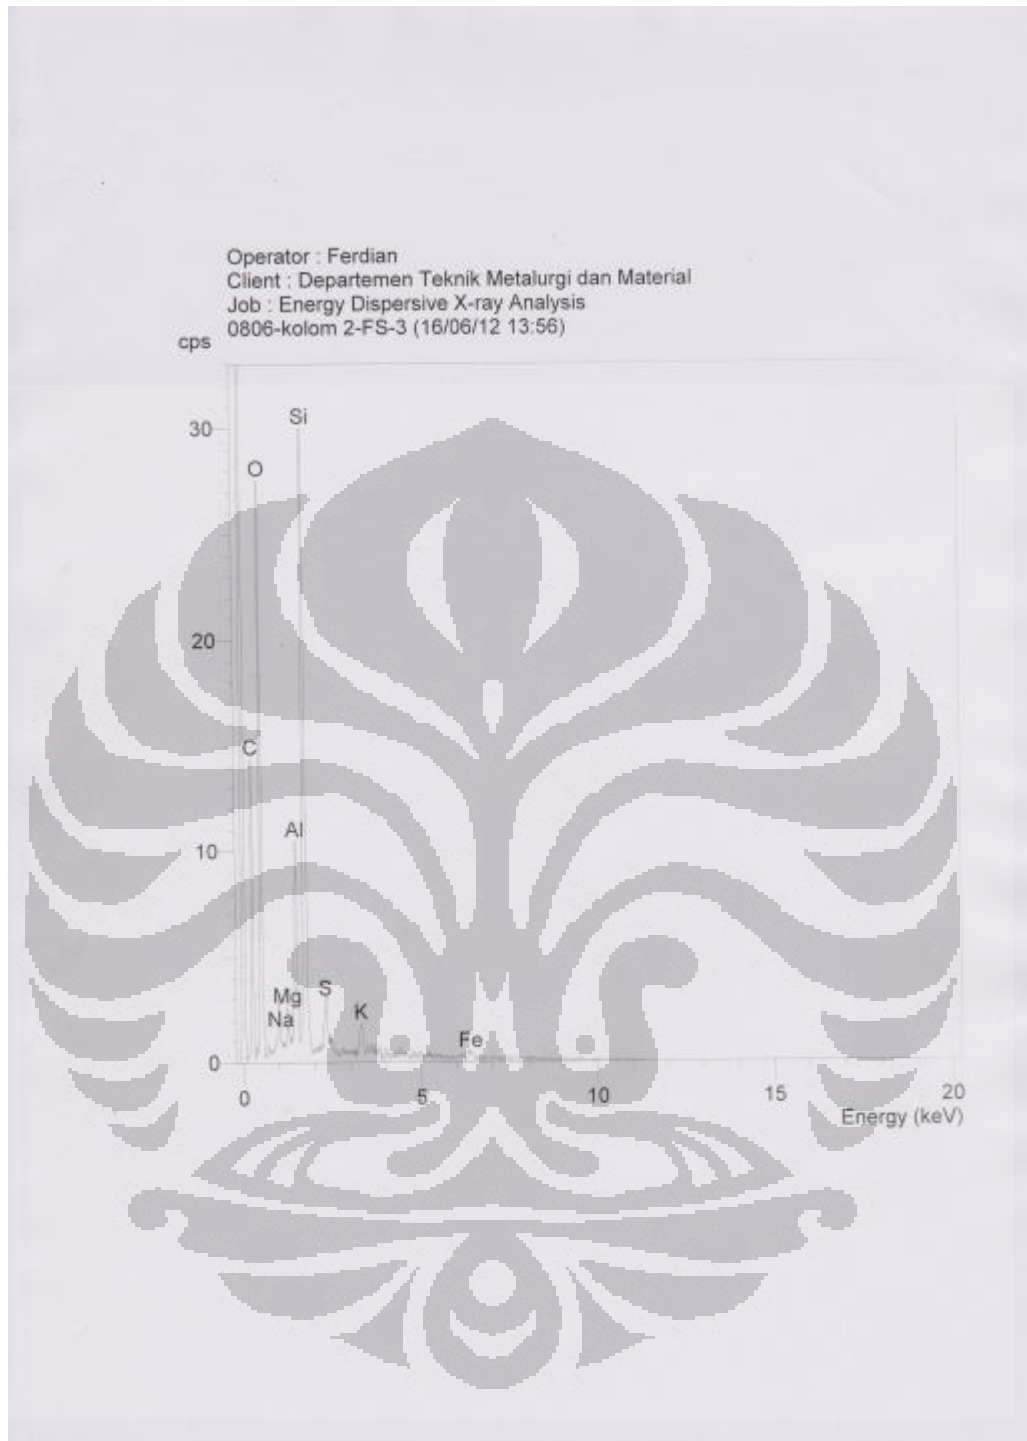 Operator : Ferdian
Client : Departemen Teknik Metalurgi dan Material
Job : Energy Dispersive X-ray Analysis
0806-kolom 2-FS-3 (16/06/12 13:56)
cps
Si
30
O
20
C
Al
10
Mg
S
Na
K
Fe
0
0 5 10 15 20
Energy (keV)